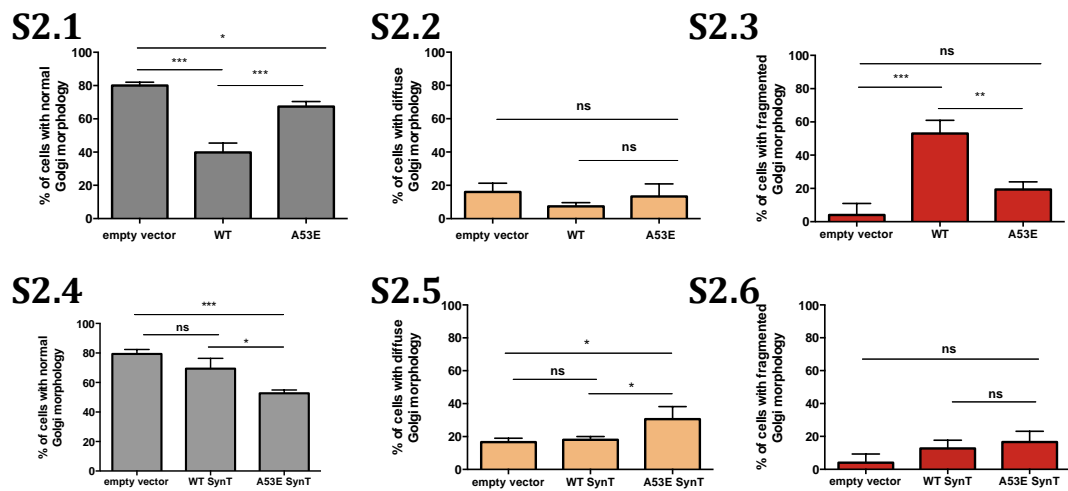 S2.1
% of cells with normal
Golgi morphology
100
80
60
40
20
0
*
***
***
empty vector
WT
A53E
S2.2
% of cells with diffuse
Golgi morphology
100
80
60
40
20
0
ns
ns
empty vector
WT
A53E
S2.3
% of cells with fragmented
Golgi morphology
100
80
60
40
20
0
ns
***
**
empty vector
WT
A53E
S2.4
% of cells with normal
Golgi morphology
100
80
60
40
20
0
***
ns
*
empty vector
WT SynT
A53E SynT
S2.5
% of cells with diffuse
Golgi morphology
100
80
60
40
20
0
*
ns
*
empty vector
WT SynT
A53E SynT
S2.6
% of cells with fragmented
Golgi morphology
100
80
60
40
20
0
ns
ns
empty vector
WT SynT
A53E SynT